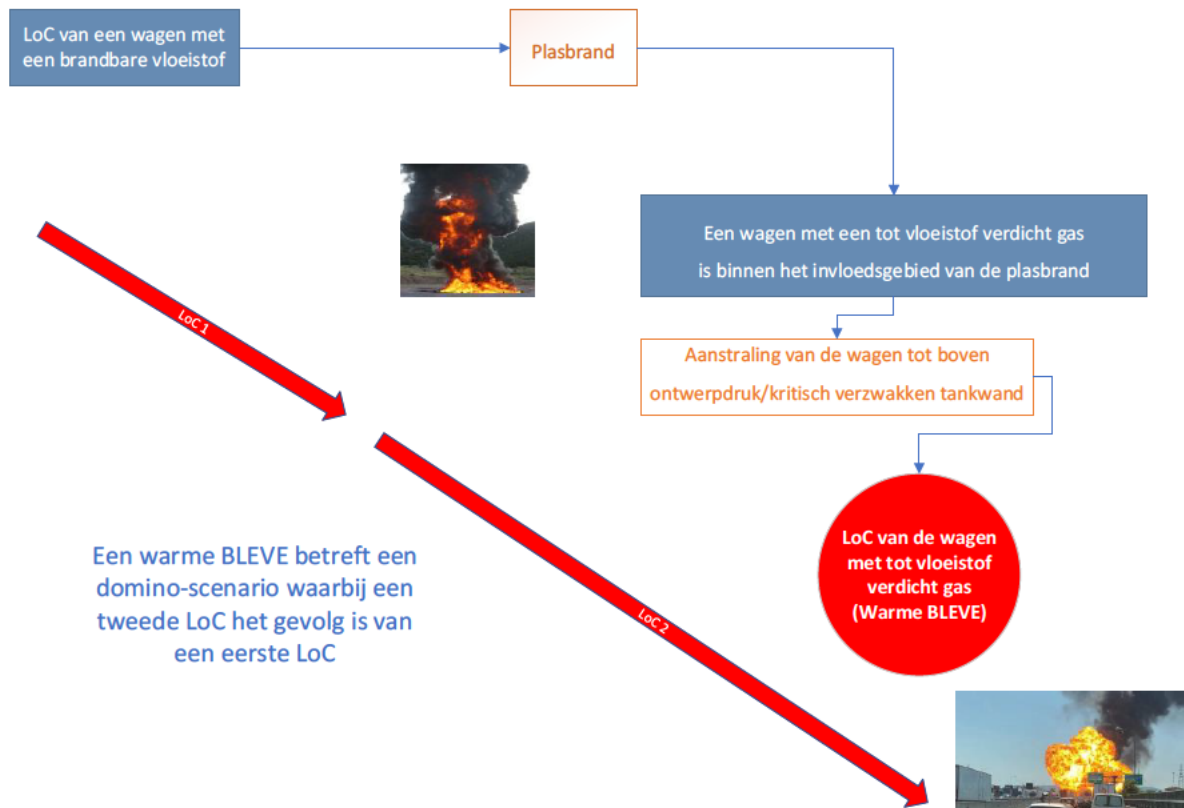 LoC van een wagen met
een brandbare vloeistof
Plasbrand
Een wagen met een tot vloeistof verdicht gas
is binnen het invloedsgebied van de plasbrand
LoC 1
Aanstraling van de wagen tot boven
ontwerpdruk/kritisch verzwakken tankwand
LoC van de wagen
met tot vloeistof
verdicht gas
(Warme BLEVE)
Een warme BLEVE betreft een
domino-scenario waarbij een
tweede LoC het gevolg is van
een eerste LoC
LoC 2